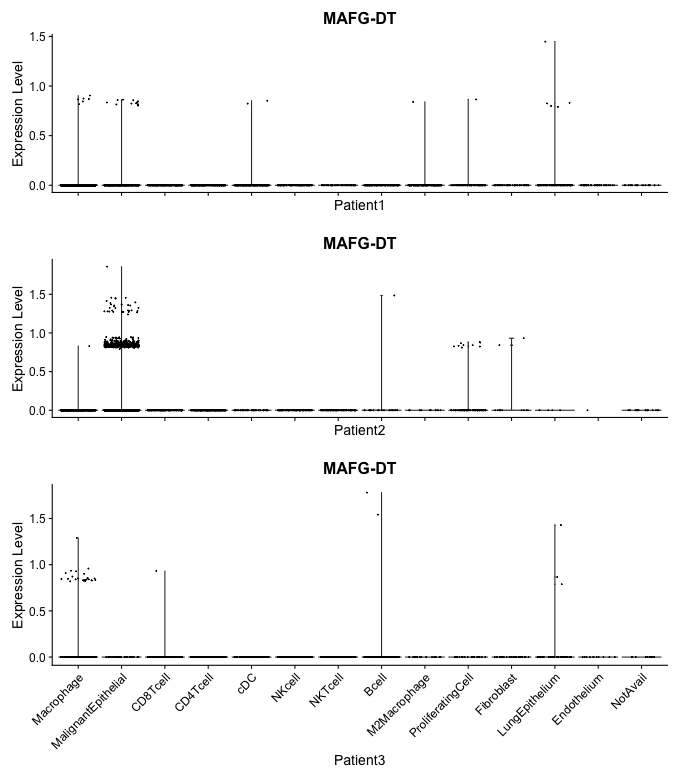 MAFG-DT
Expression Level
1.5
1.0
0.5
0.0
Patient1
MAFG-DT
Expression Level
1.5
1.0
0.5
0.0
Patient2
MAFG-DT
Expression Level
1.5
1.0
0.5
0.0
Macrophage
MalignantEpithelial
CD8Tcell
CD4Tcell
cDC
NKcell
NKTcell
Bcell
M2Macrophage
ProliferatingCell
Fibroblast
LungEpithelium
Endothelium
NotAvail
Patient3